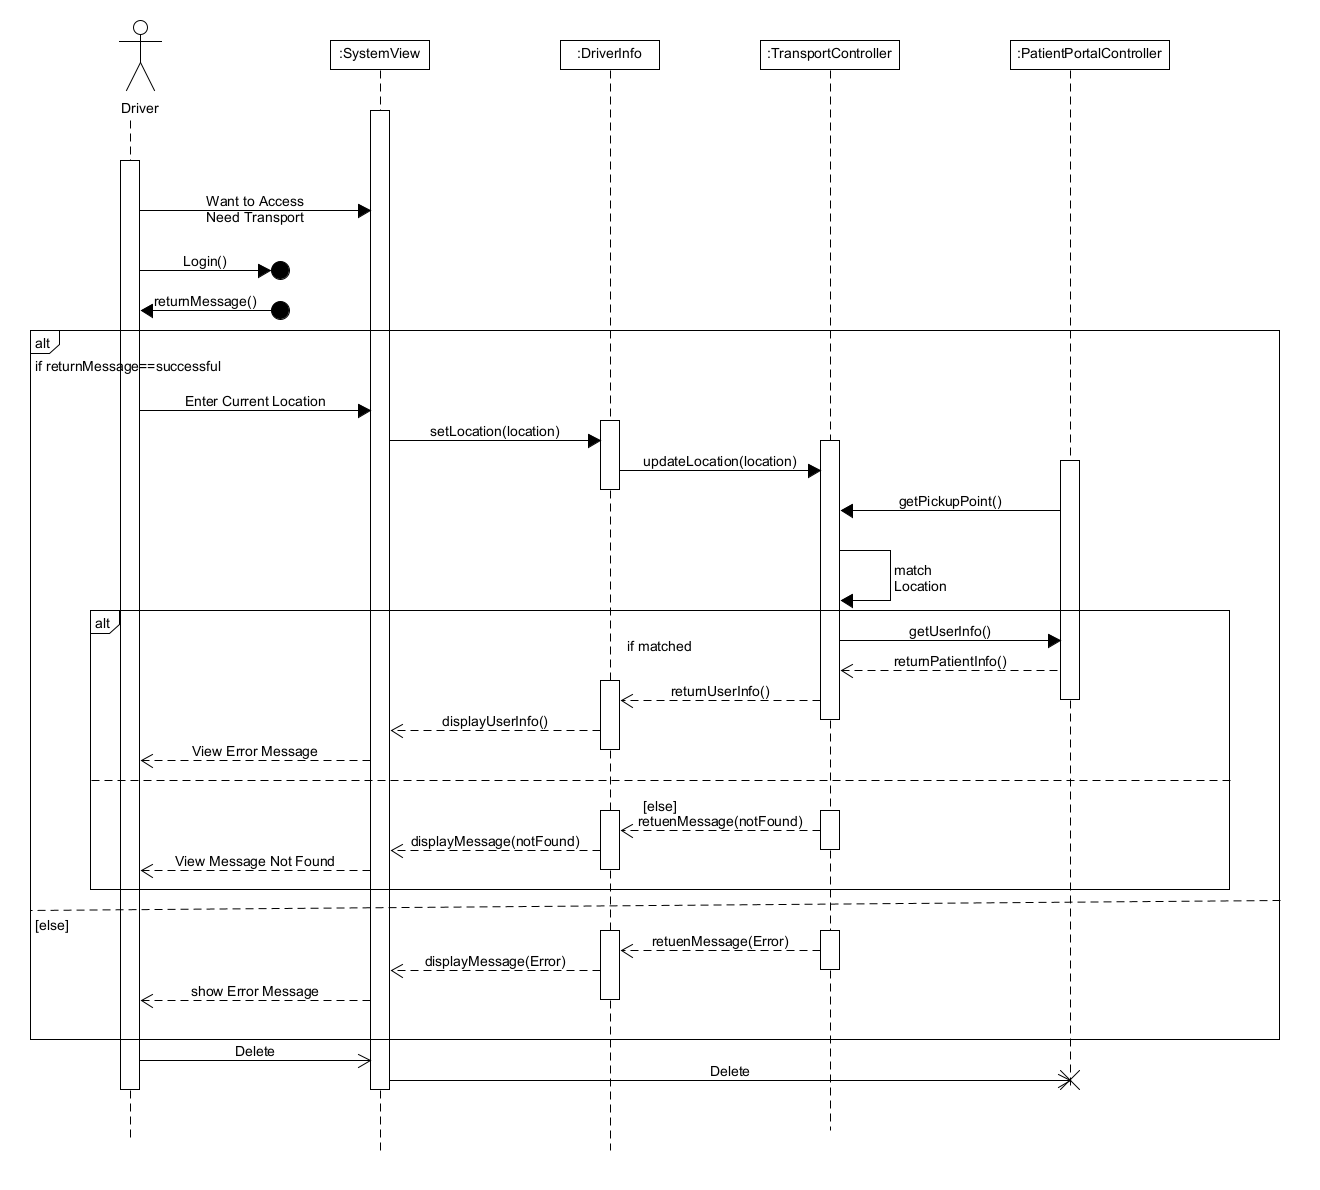 :SystemView
:DriverInfo
:TransportController
:PatientPortalController
Driver
Want to Access
Need Transport
Login()
returnMessage()
alt
if returnMessage==successful
Enter Current Location
setLocation(location)
updateLocation(location)
getPickupPoint()
match
Location
alt
getUserInfo()
if matched
returnPatientInfo()
returnUserInfo()
displayUserInfo()
View Error Message
[else]
retuenMessage(notFound)
displayMessage(notFound)
View Message Not Found
[else]
retuenMessage(Error)
displayMessage(Error)
show Error Message
Delete
Delete